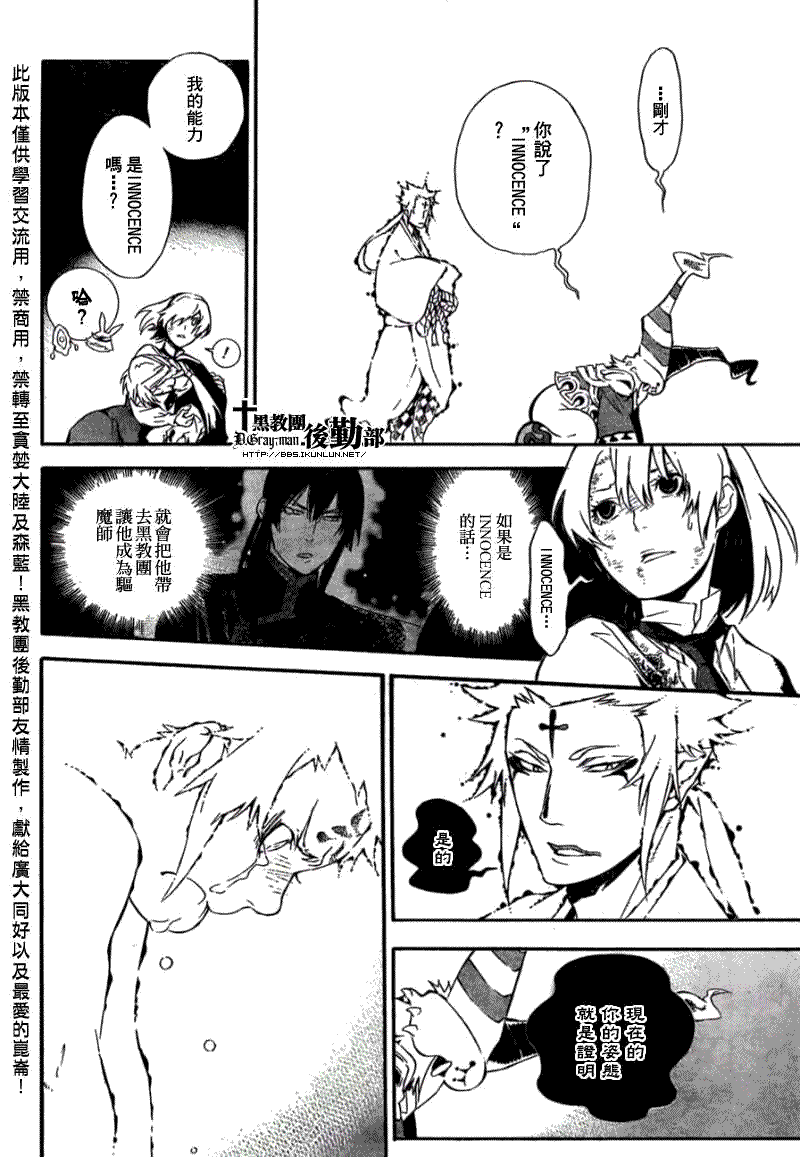 …剛才
你說了
"INNOCENCE"
?
我的能力
是INNOCENCE
嗎…?
哈?
!
黑教團
D.Gray-man.後勤部
HTTP://BBS.IKUNLUN.NET/
INNOCENCE…
如果是
INNOCENCE
的話…
就會把他帶
去黑教團
讓他成為驅
魔師
是的
現在的
你的姿態
就是證明
此版本僅供學習交流用，禁商用，禁轉至貪婪大陸及森藍！黑教團後勤部友情製作，獻給廣大同好以及最愛的崑崙！